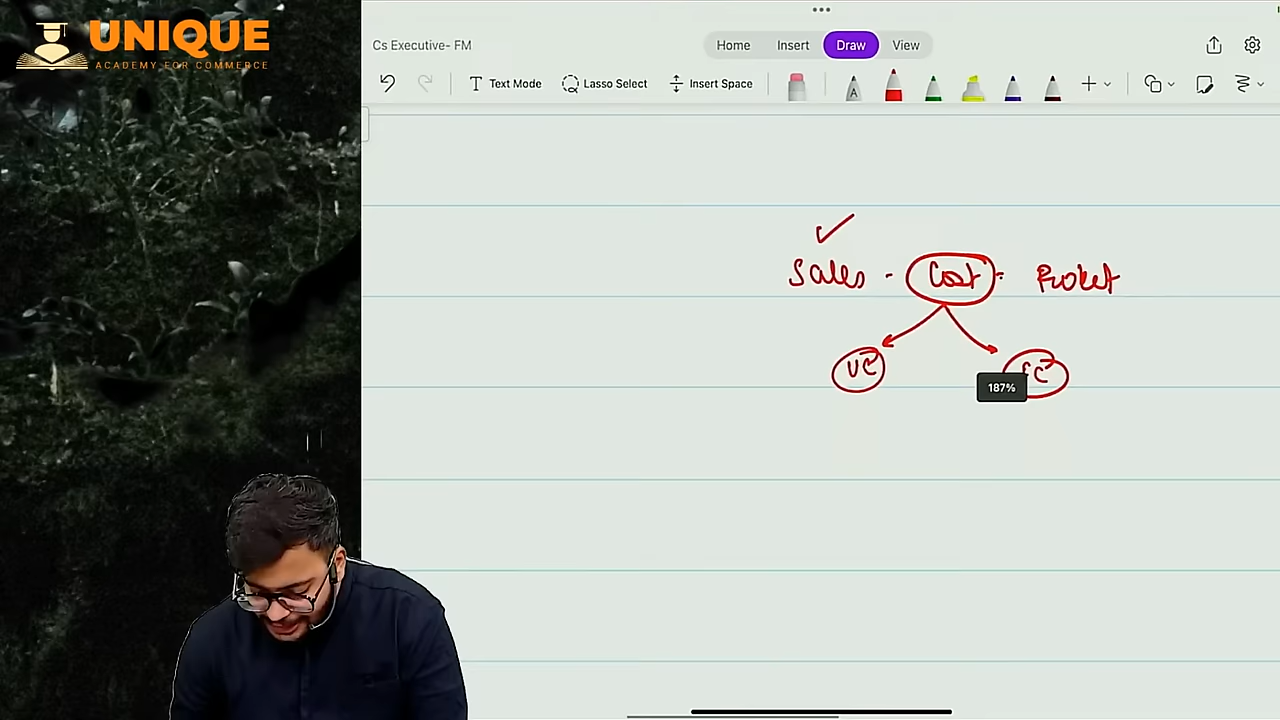 UNIQUE
ACADEMY FOR COMMERCE
Cs Executive- FM
Home Insert Draw View
Text Mode Lasso Select Insert Space
A
Sales - Cost = Profit
VC FC
187%